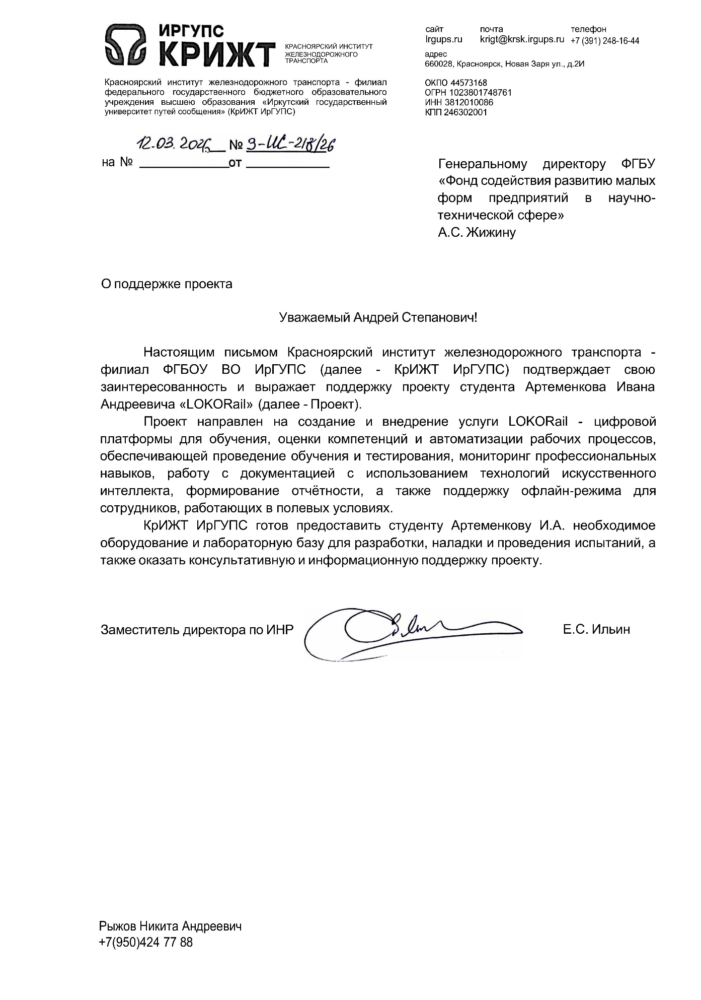 ИРГУПС
КРИЖТ
КРАСНОЯРСКИЙ ИНСТИТУТ
ЖЕЛЕЗНОДОРОЖНОГО
ТРАНСПОРТА
Красноярский институт железнодорожного транспорта - филиал
федерального государственного бюджетного образовательного
учреждения высшею образования «Иркутский государственный
университет путей сообщения» (КрИЖТ ИрГУПС)
сайт почта телефон
lrgups.ru krigt@krsk.irgups.ru +7 (391) 248-16-44
адрес
660028, Красноярск, Новая Заря ул., д.2И
ОКПО 44573168
ОГРН 1023801748761
ИНН 3812010086
КПП 246302001
12.03.2026 № 3-ИС-218/26
на № от
Генеральному директору ФГБУ
«Фонд содействия развитию малых
форм предприятий в научно-
технической сфере»
А.С. Жижину
О поддержке проекта
Уважаемый Андрей Степанович!
Настоящим письмом Красноярский институт железнодорожного транспорта -
филиал ФГБОУ ВО ИрГУПС (далее - КрИЖТ ИрГУПС) подтверждает свою
заинтересованность и выражает поддержку проекту студента Артеменкова Ивана
Андреевича «LOKORail» (далее - Проект).
Проект направлен на создание и внедрение услуги LOKORail - цифровой
платформы для обучения, оценки компетенций и автоматизации рабочих процессов,
обеспечивающей проведение обучения и тестирования, мониторинг профессиональных
навыков, работу с документацией с использованием технологий искусственного
интеллекта, формирование отчётности, а также поддержку офлайн-режима для
сотрудников, работающих в полевых условиях.
КрИЖТ ИрГУПС готов предоставить студенту Артеменкову И.А. необходимое
оборудование и лабораторную базу для разработки, наладки и проведения испытаний, а
также оказать консультативную и информационную поддержку проекту.
Заместитель директора по ИНР Е.С. Ильин
Рыжов Никита Андреевич
+7(950)424 77 88